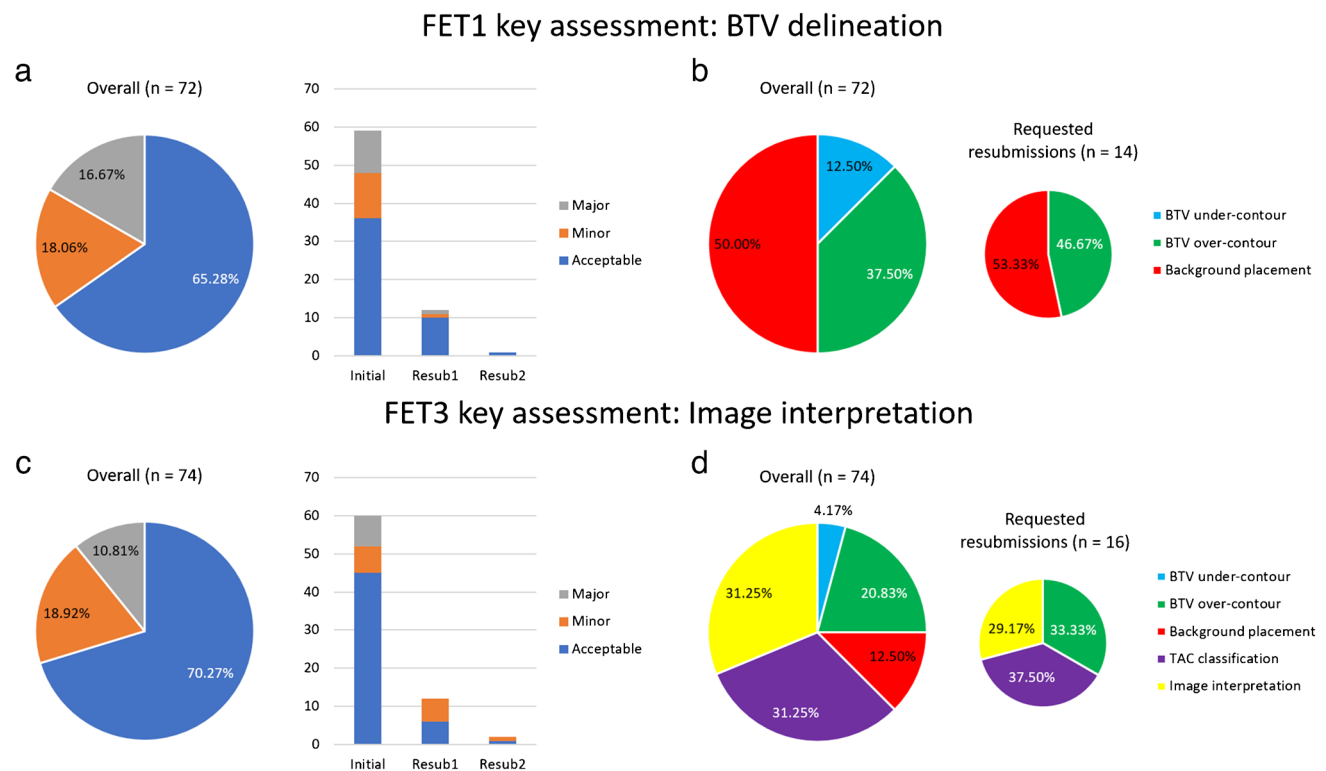 FET1 key assessment: BTV delineation
a
Overall (n = 72)
16.67%
18.06%
65.28%
70
60
50
40
30
20
10
0
Initial
Resub1
Resub2
Major
Minor
Acceptable
b
Overall (n = 72)
12.50%
50.00%
37.50%
Requested
resubmissions (n = 14)
53.33%
46.67%
BTV under-contour
BTV over-contour
Background placement
FET3 key assessment: Image interpretation
c
Overall (n = 74)
10.81%
18.92%
70.27%
70
60
50
40
30
20
10
0
Initial
Resub1
Resub2
Major
Minor
Acceptable
d
Overall (n = 74)
4.17%
31.25%
20.83%
12.50%
31.25%
Requested
resubmissions (n = 16)
29.17%
33.33%
37.50%
BTV under-contour
BTV over-contour
Background placement
TAC classification
Image interpretation